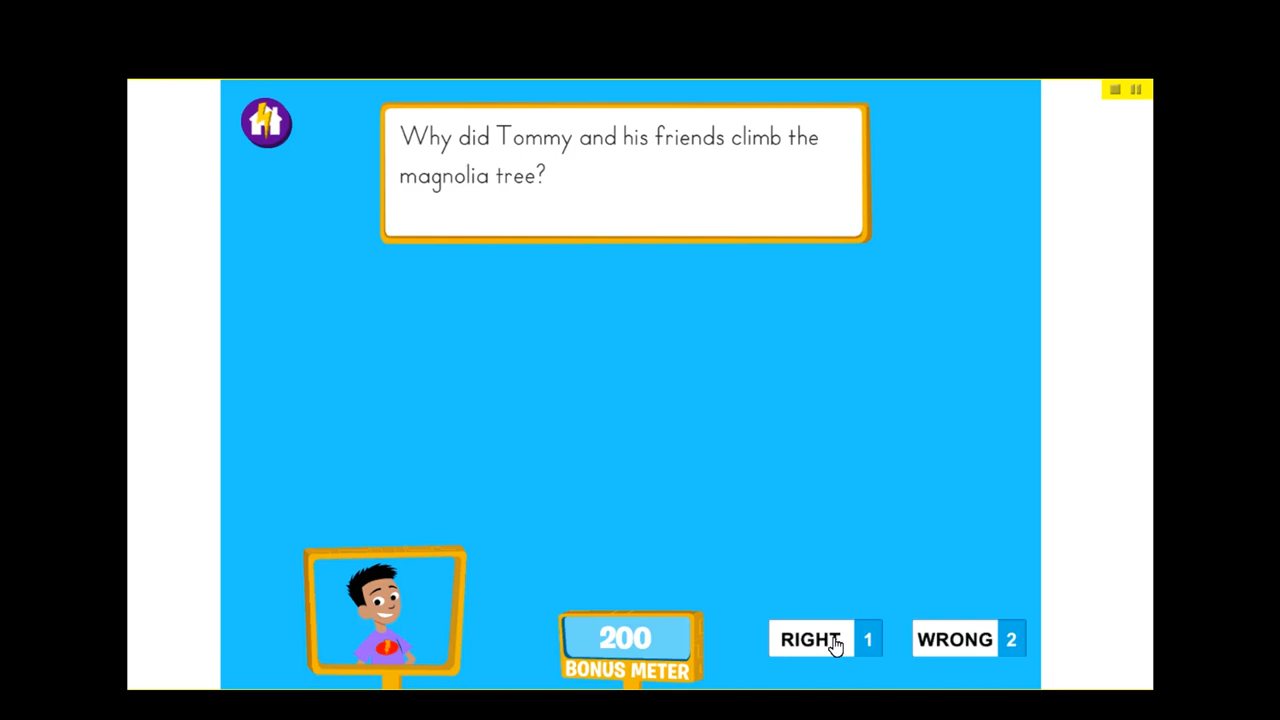 Why did Tommy and his friends climb the
magnolia tree?
200
BONUS METER
RIGHT 1
WRONG 2